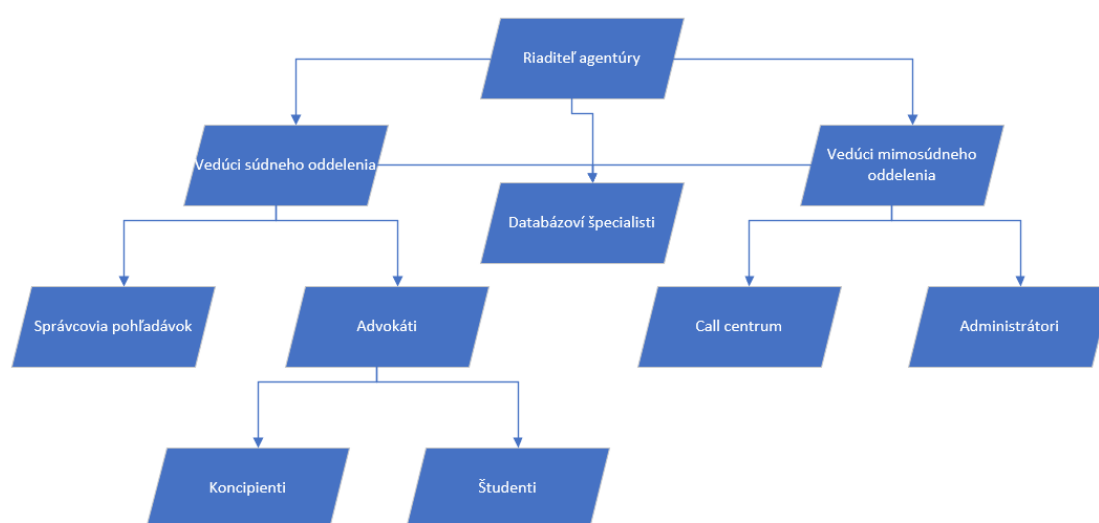 Riaditeľ agentúry
Vedúci súdneho oddelenia
Vedúci mimosúdneho
oddelenia
Databázoví špecialisti
Správcovia pohľadávok
Advokáti
Call centrum
Administrátori
Koncipienti
Študenti